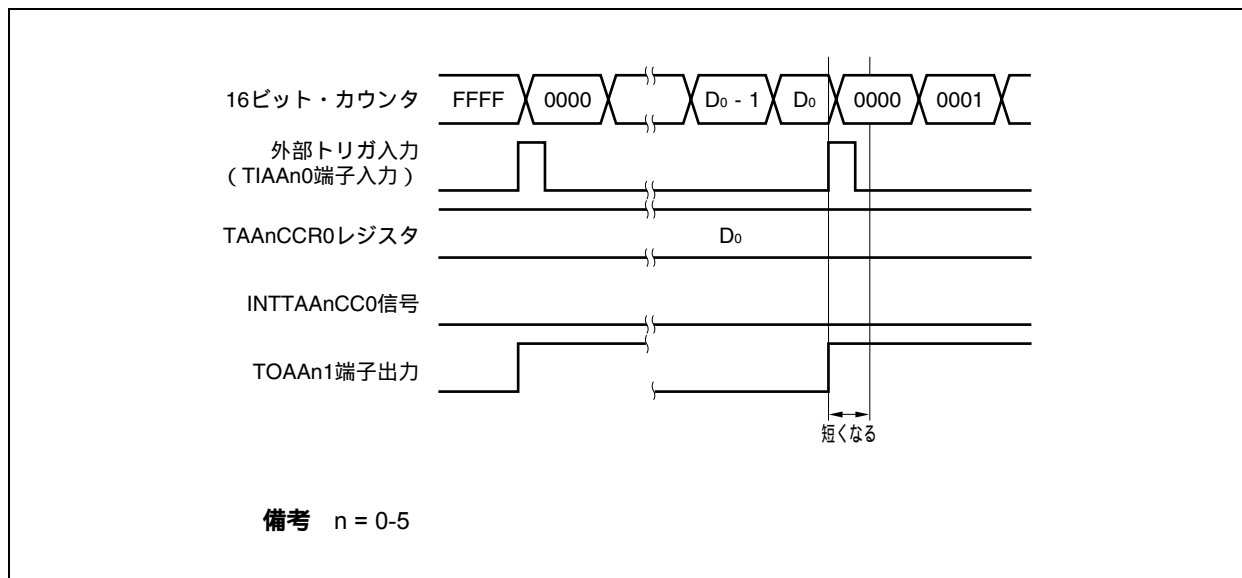 16ビット・カウンタ FFFF 0000 D0 - 1 D0 0000 0001
外部トリガ入力
(TIAAn0端子入力)
TAAnCCR0レジスタ D0
INTTAAnCC0信号
TOAAn1端子出力
短くなる
備考 n = 0-5